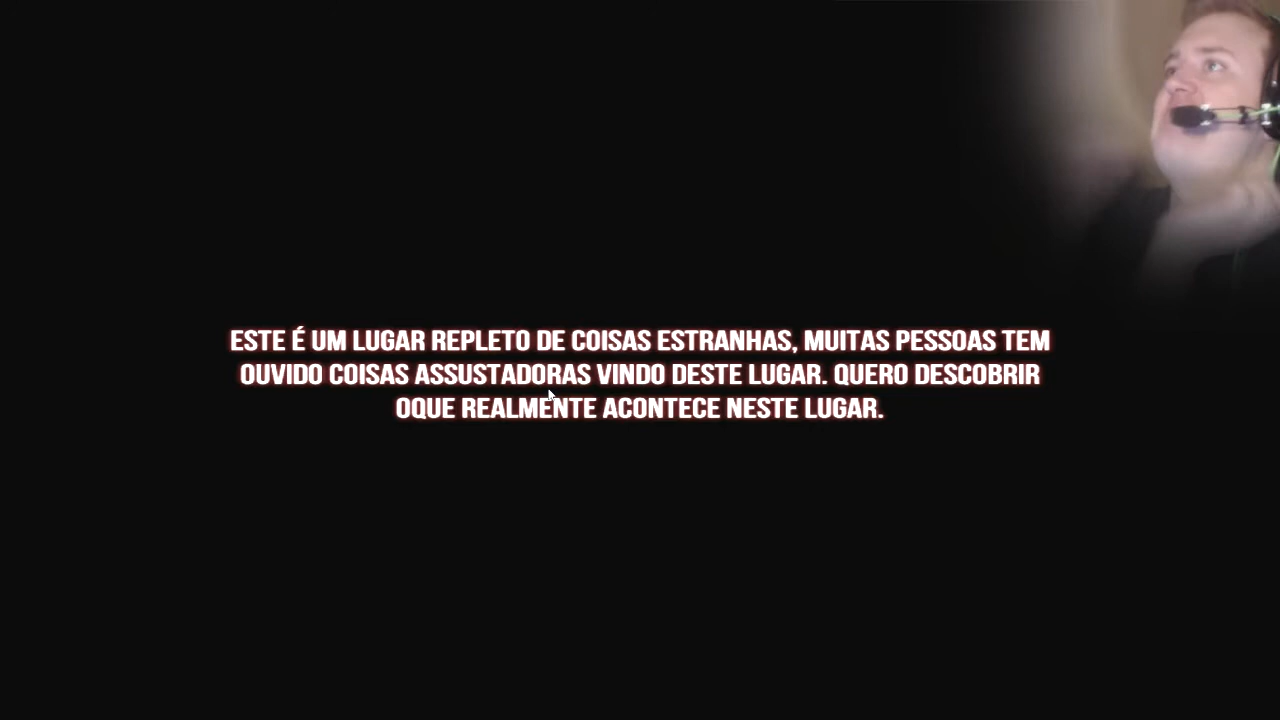 ESTE É UM LUGAR REPLETO DE COISAS ESTRANHAS, MUITAS PESSOAS TEM
OUVIDO COISAS ASSUSTADORAS VINDO DESTE LUGAR. QUERO DESCOBRIR
OQUE REALMENTE ACONTECE NESTE LUGAR.